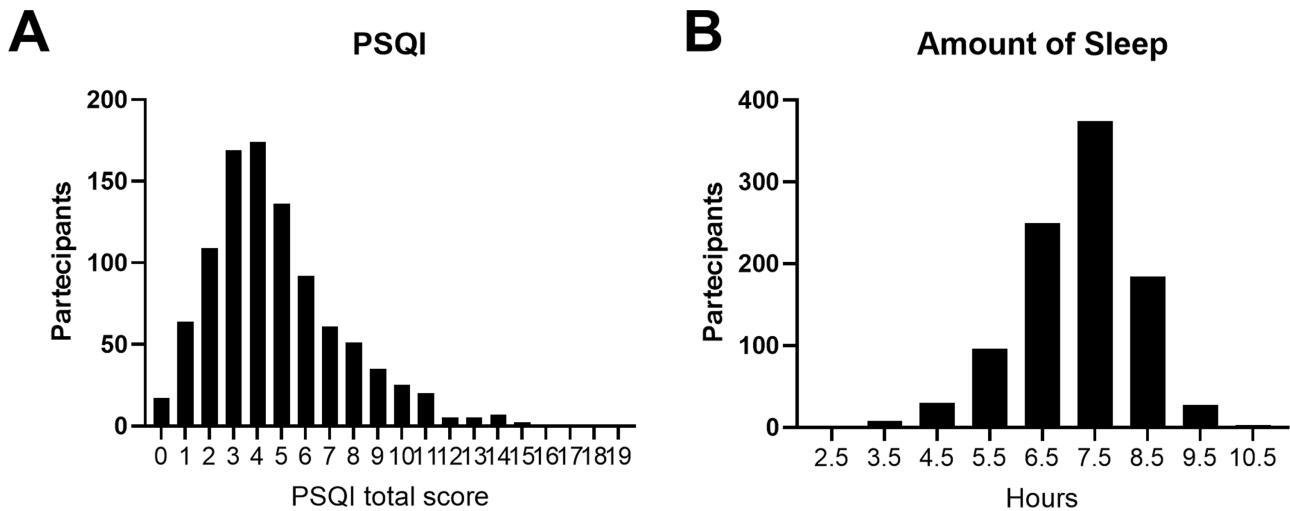 A
PSQI
200
150
100
50
0
Partecipants
0 1 2 3 4 5 6 7 8 9 10 11 12 13 14 15 16 17 18 19
PSQI total score
B
Amount of Sleep
400
300
200
100
0
Partecipants
2.5 3.5 4.5 5.5 6.5 7.5 8.5 9.5 10.5
Hours